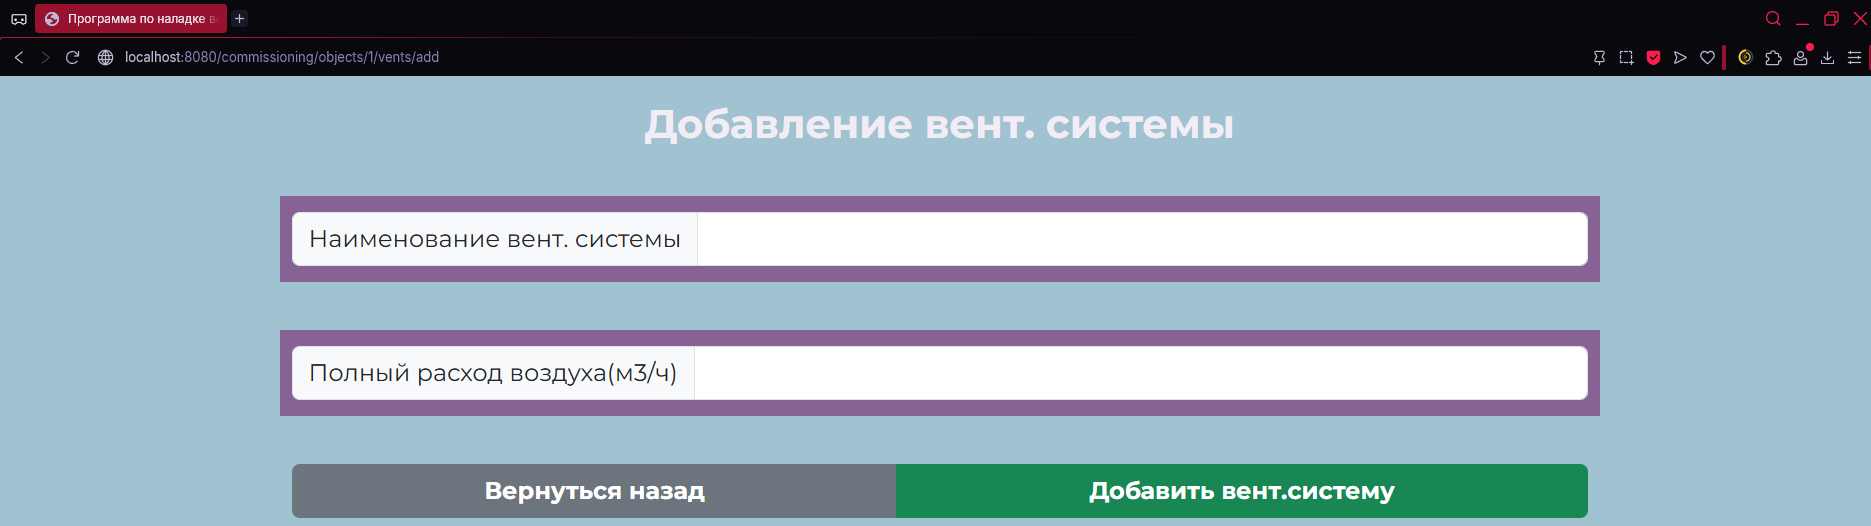 Программа по наладке в
localhost:8080/commissioning/objects/1/vents/add
Добавление вент. системы
Наименование вент. системы
Полный расход воздуха(м3/ч)
Вернуться назад
Добавить вент.систему